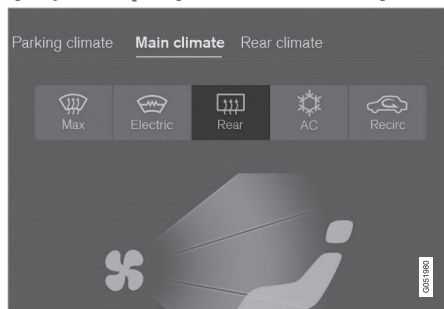 Parking climate Main climate Rear climate
Max Electric Rear AC Recirc
G051980